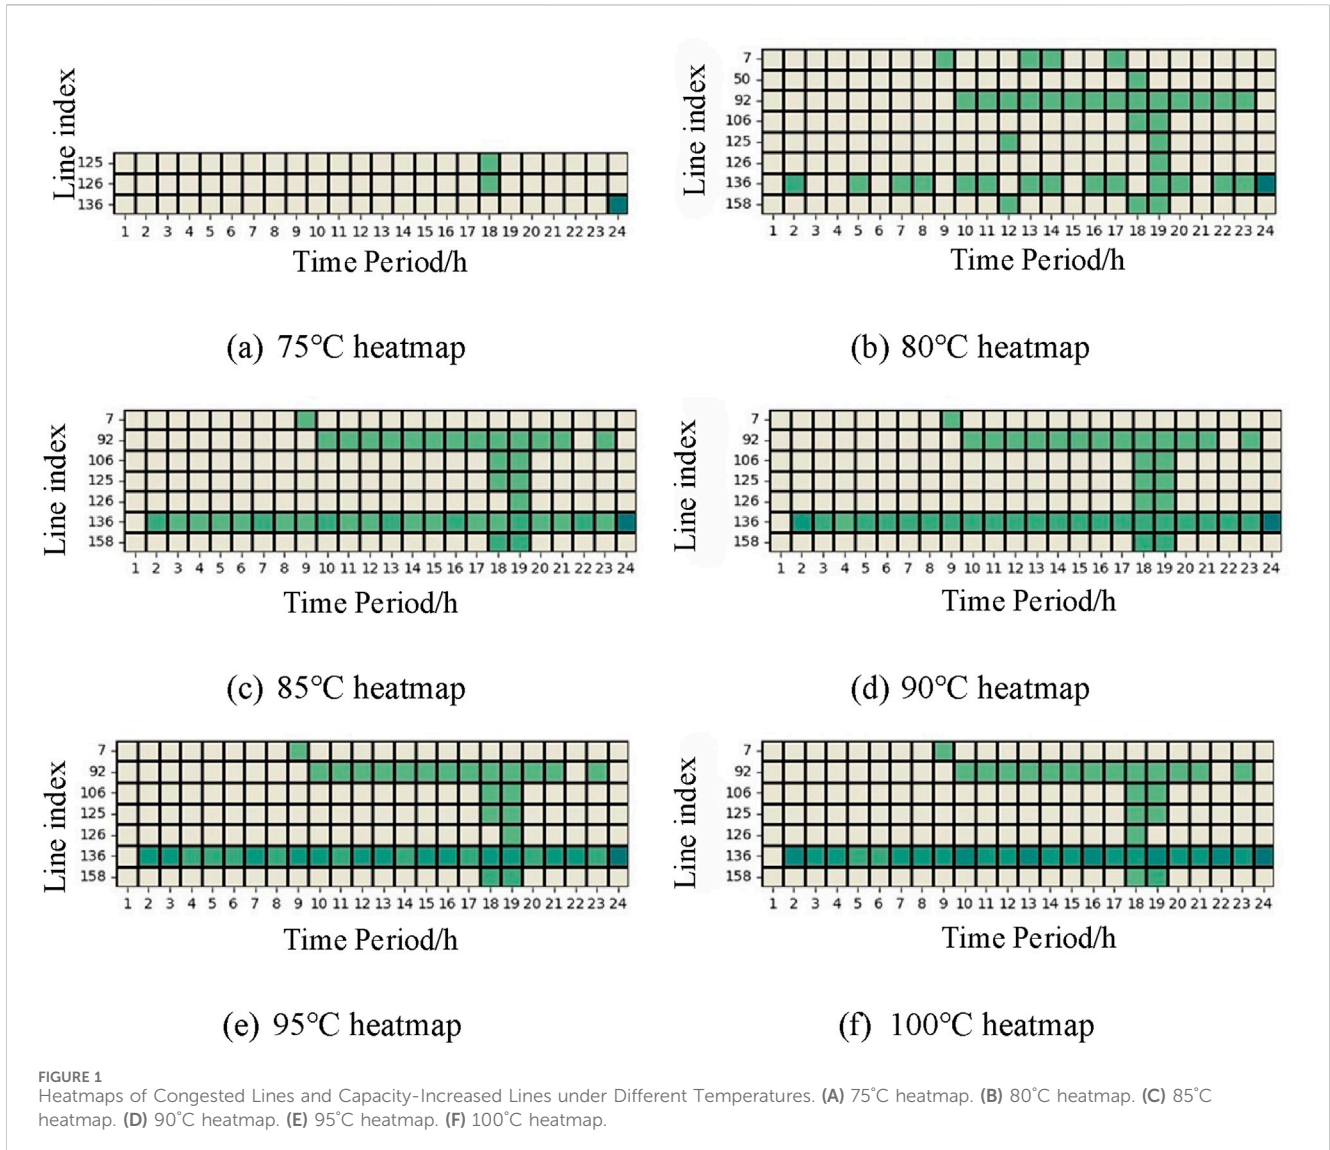 Line index
125
126
136
1 2 3 4 5 6 7 8 9 10 11 12 13 14 15 16 17 18 19 20 21 22 23 24
Time Period/h
(a) 75℃ heatmap
Line index
7
50
92
106
125
126
136
158
1 2 3 4 5 6 7 8 9 10 11 12 13 14 15 16 17 18 19 20 21 22 23 24
Time Period/h
(b) 80℃ heatmap
Line index
7
92
106
125
126
136
158
1 2 3 4 5 6 7 8 9 10 11 12 13 14 15 16 17 18 19 20 21 22 23 24
Time Period/h
(c) 85℃ heatmap
Line index
7
92
106
125
126
136
158
1 2 3 4 5 6 7 8 9 10 11 12 13 14 15 16 17 18 19 20 21 22 23 24
Time Period/h
(d) 90℃ heatmap
Line index
7
92
106
125
126
136
158
1 2 3 4 5 6 7 8 9 10 11 12 13 14 15 16 17 18 19 20 21 22 23 24
Time Period/h
(e) 95℃ heatmap
Line index
7
92
106
125
126
136
158
1 2 3 4 5 6 7 8 9 10 11 12 13 14 15 16 17 18 19 20 21 22 23 24
Time Period/h
(f) 100℃ heatmap
FIGURE 1
Heatmaps of Congested Lines and Capacity-Increased Lines under Different Temperatures. (A) 75°C heatmap. (B) 80°C heatmap. (C) 85°C
heatmap. (D) 90°C heatmap. (E) 95°C heatmap. (F) 100°C heatmap.